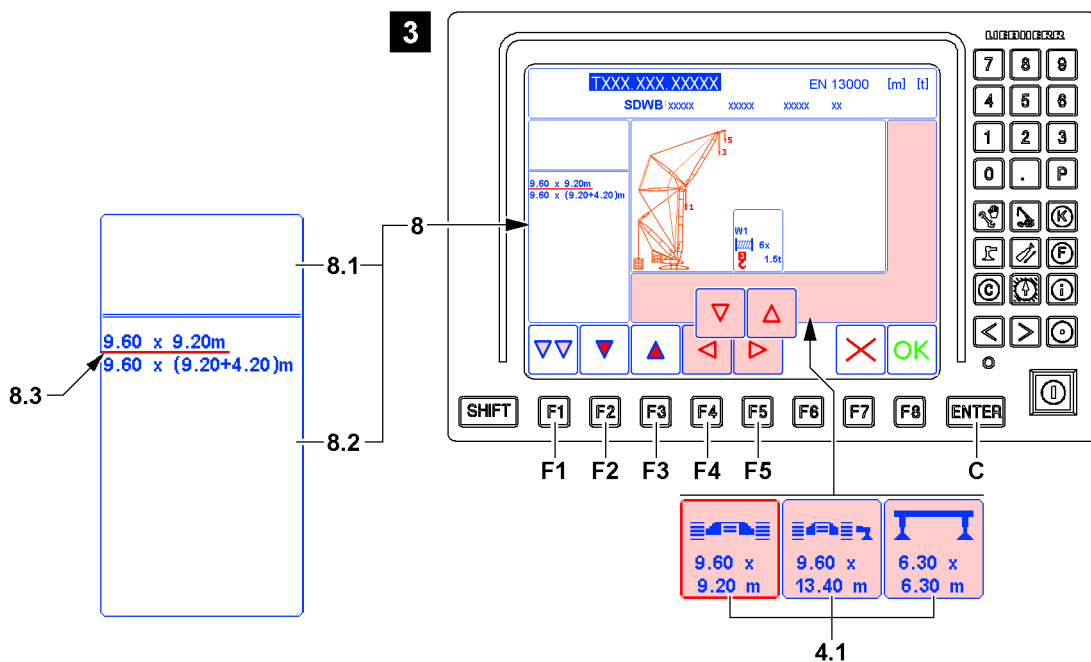 3
LIEBHERR
TXXX.XXX.XXXXX
EN 13000 [m] [t]
SDWB xxxxx xxxxx xxxxx xx
9.60 x 9.20m
9.60 x (9.20+4.20)m
5
3
1
W1
6x
1.5t
OK
7 8 9
4 5 6
1 2 3
0 . P
K
F
C i
SHIFT F1 F2 F3 F4 F5 F6 F7 F8 ENTER
F1 F2 F3 F4 F5 C
8
8.1
9.60 x 9.20m
9.60 x (9.20+4.20)m
8.3
8.2
9.60 x
9.20 m
9.60 x
13.40 m
6.30 x
6.30 m
4.1